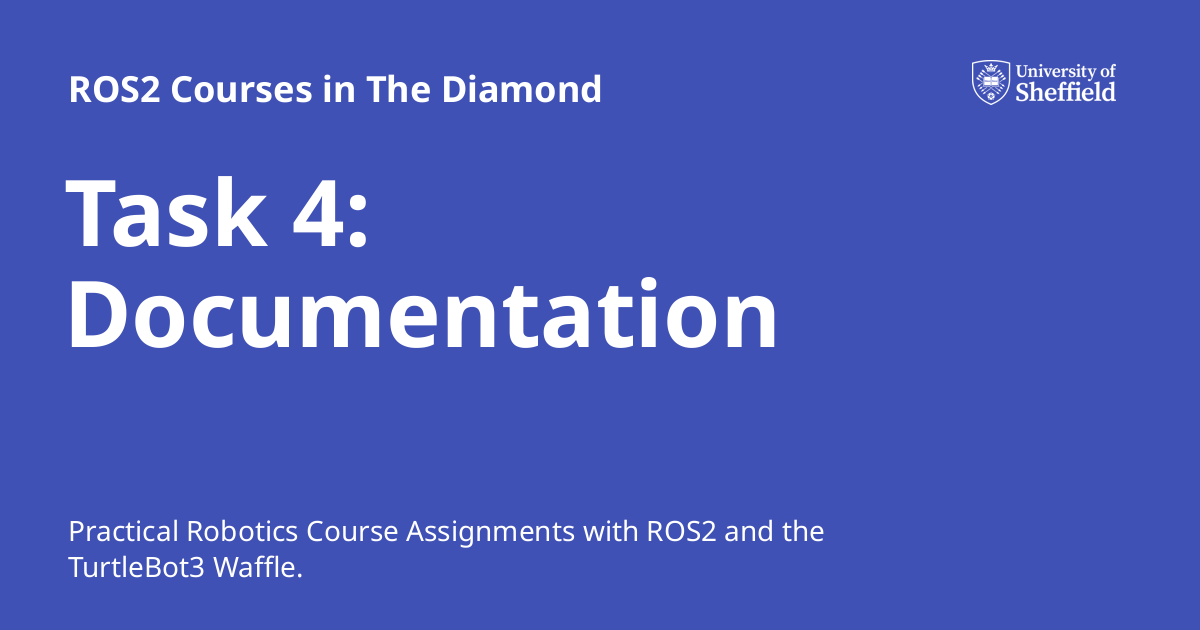 ROS2 Courses in The Diamond
University of
Sheffield
Task 4:
Documentation
Practical Robotics Course Assignments with ROS2 and the
TurtleBot3 Waffle.